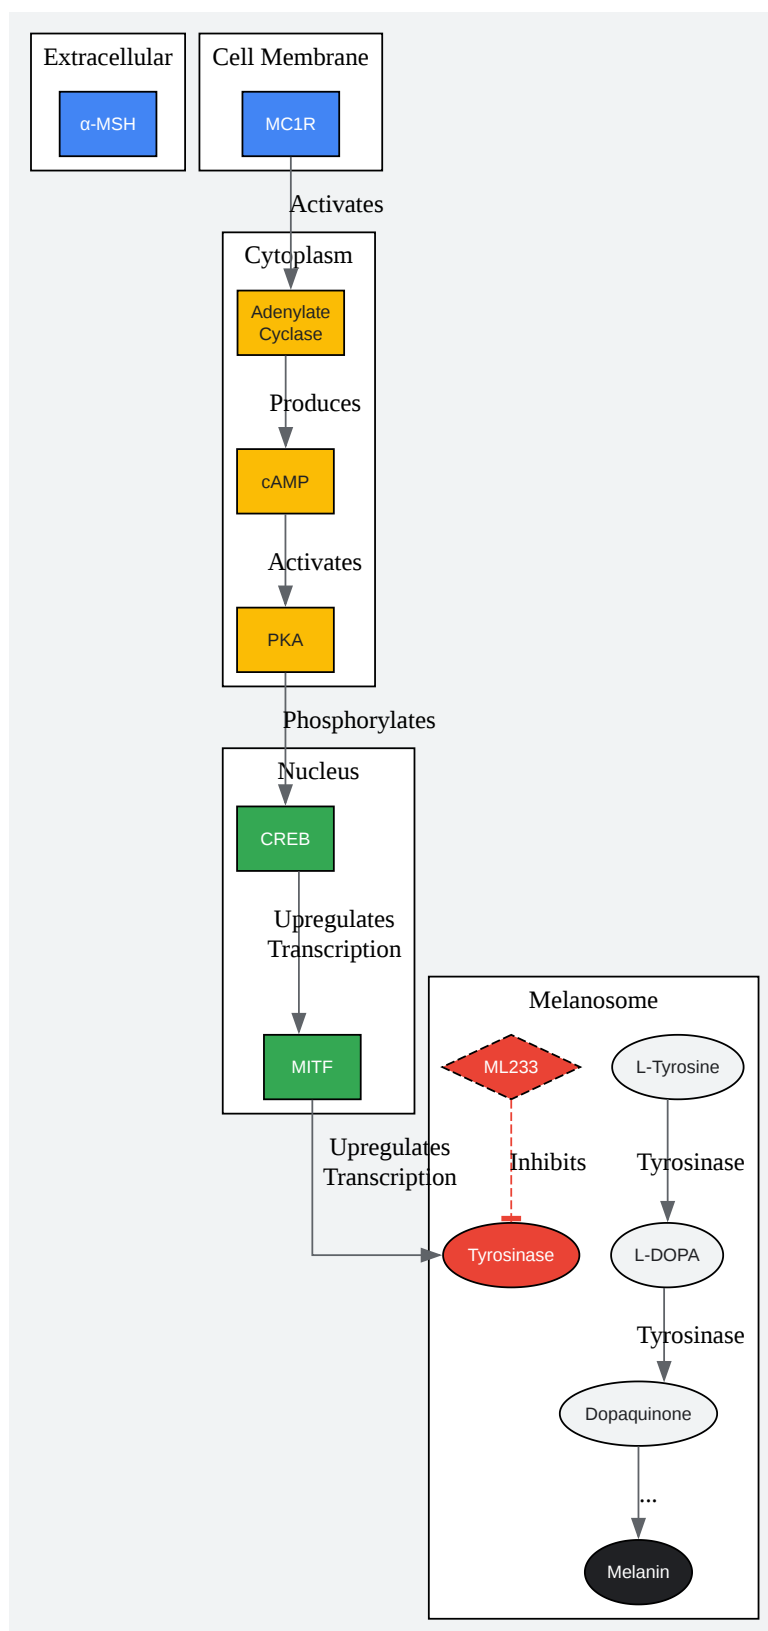 Extracellular
Cell Membrane
α-MSH
MC1R
Activates
Cytoplasm
Adenylate
Cyclase
Produces
cAMP
Activates
PKA
Phosphorylates
Nucleus
CREB
Upregulates
Transcription
MITF
Upregulates
Transcription
Melanosome
ML233
L-Tyrosine
Inhibits
Tyrosinase
Tyrosinase
L-DOPA
Tyrosinase
Dopaquinone
...
Melanin